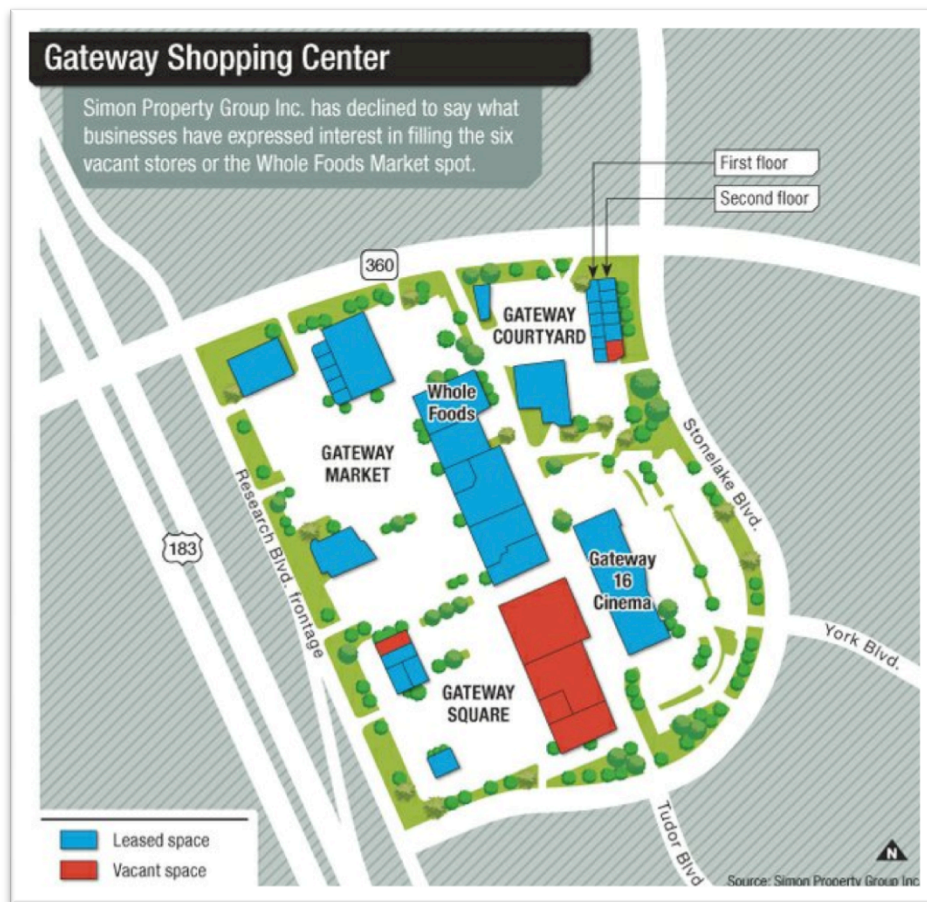 Gateway Shopping Center
Simon Property Group Inc. has declined to say what
businesses have expressed interest in filling the six
vacant stores or the Whole Foods Market spot.
First floor
Second floor
360
GATEWAY
COURTYARD
Whole
Foods
GATEWAY
MARKET
Stonelake Blvd.
Research Blvd. frontage
183
Gateway
16
Cinema
York Blvd.
GATEWAY
SQUARE
Tudor Blvd
Leased space
Vacant space
N
Source: Simon Property Group Inc